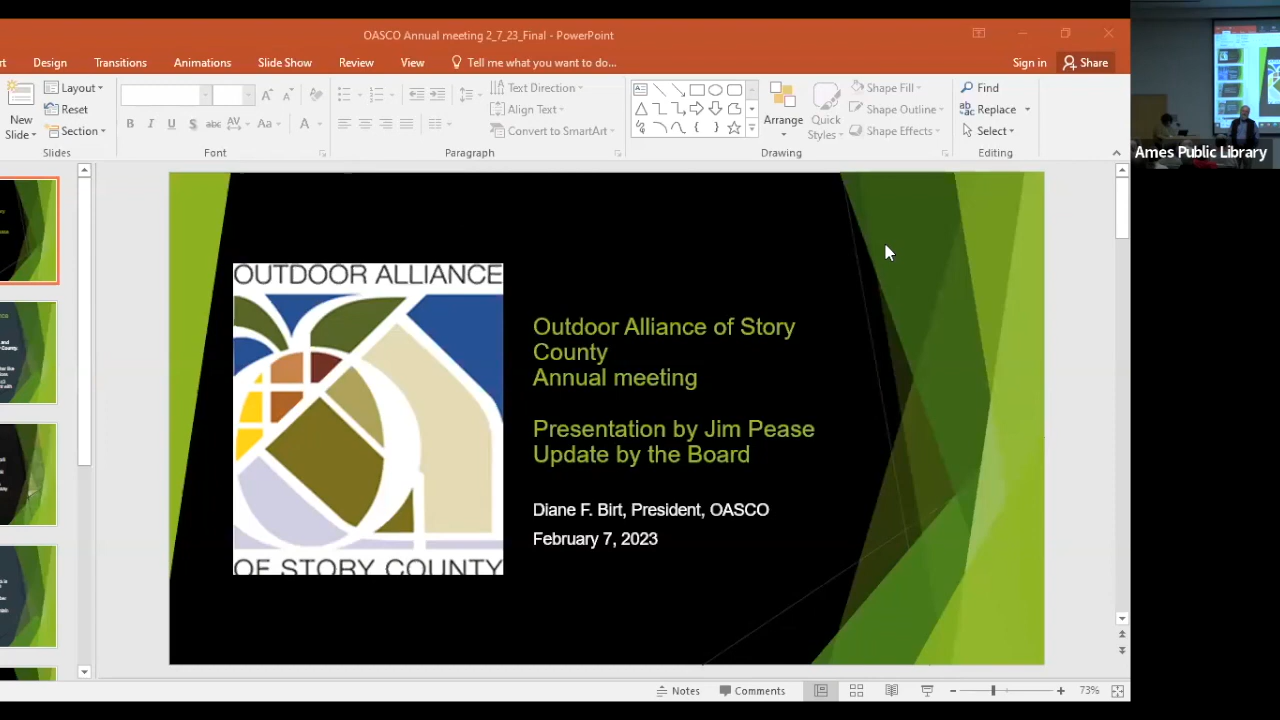 OASCO Annual meeting 2_7_23_Final - PowerPoint
Design Transitions Animations Slide Show Review View Tell me what you want to do... Sign in Share
New Slide
Layout
Reset
Section
Slides
B I U S abc AV Aa A
Font
Text Direction
Align Text
Convert to SmartArt
Paragraph
Arrange
Quick Styles
Shape Fill
Shape Outline
Shape Effects
Drawing
Find
Replace
Select
Editing
Ames Public Library
OUTDOOR ALLIANCE
OF STORY COUNTY
Outdoor Alliance of Story
County
Annual meeting
Presentation by Jim Pease
Update by the Board
Diane F. Birt, President, OASCO
February 7, 2023
Notes Comments 73%